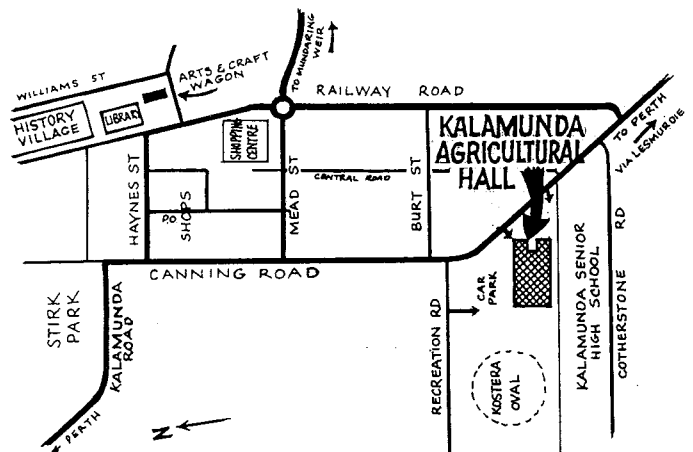 TO MUNDARING
WEIR
WILLIAMS ST
ARTS & CRAFT
WAGON
RAILWAY ROAD
HISTORY
VILLAGE
LIBRARY
SHOPPING
CENTRE
KALAMUNDA
AGRICULTURAL
HALL
TO PERTH
VIA LESMURDIE
HAYNES ST
P.O.
SHOPS
MEAD ST
CENTRAL ROAD
BURT ST
CANNING ROAD
STIRK
PARK
KALAMUNDA
ROAD
PERTH
N
RECREATION RD
CAR
PARK
KOSTERA
OVAL
KALAMUNDA SENIOR
HIGH SCHOOL
COTHERSTONE RD